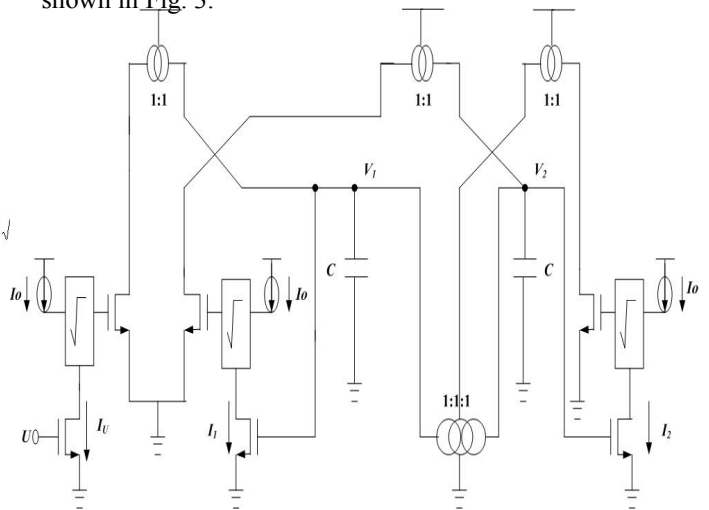 shown in Fig. 5.
1:1
1:1
1:1
V1
V2
√
C
C
Io
√
Io
√
Io
√
1:1:1
U
IU
I1
I2